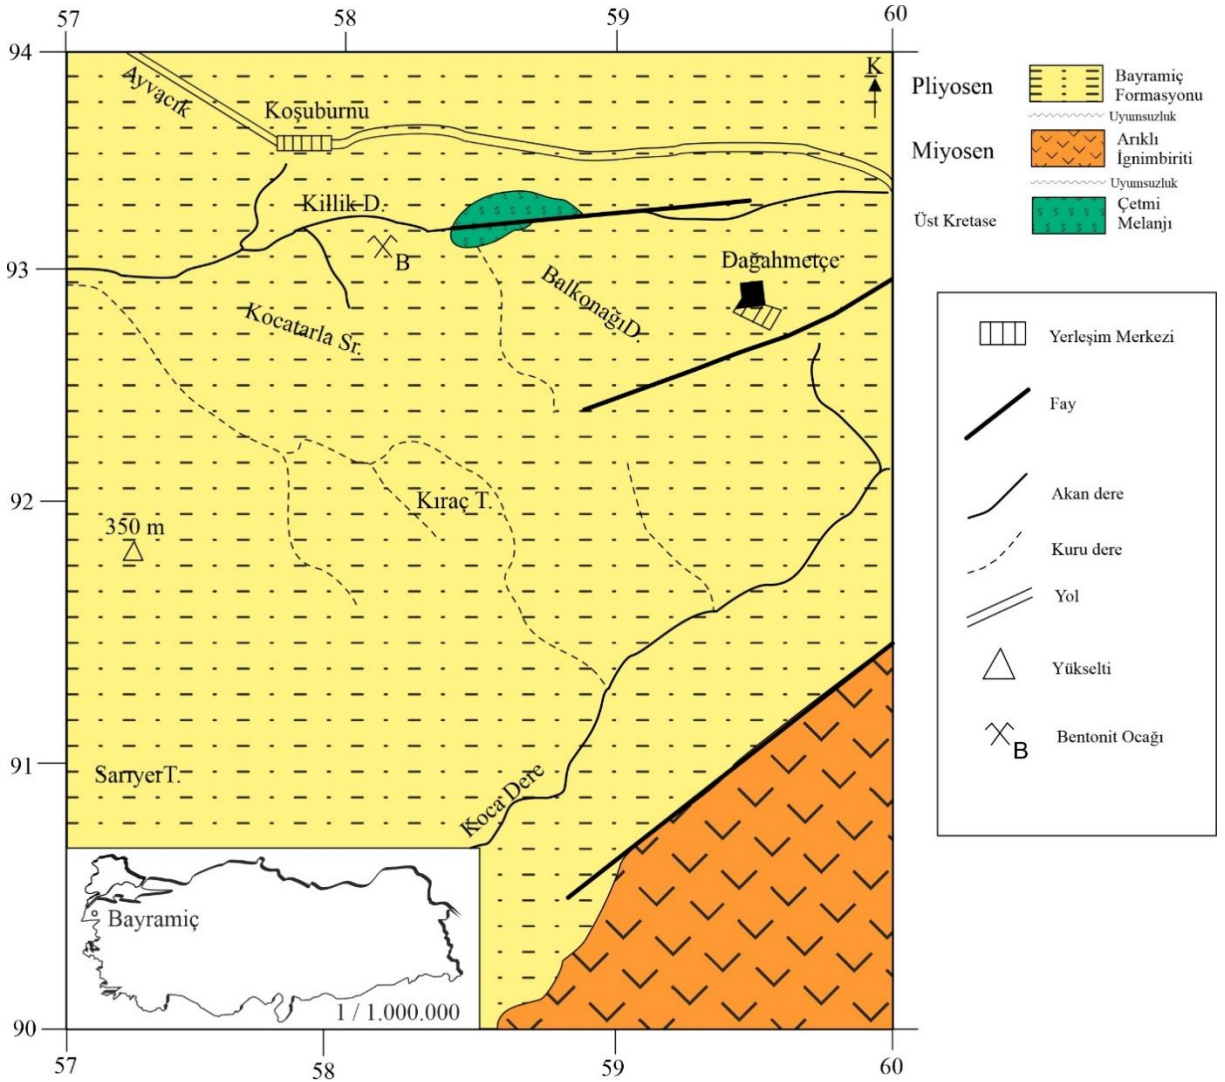 57
58
59
60
94
K
Ayvacık
Koşuburnu
Killik D.
B
93
Dağahmetçe
Balkonağı D.
Kocatarla Sr.
Kıraç T.
92
350 m
91
Sarıyer T.
Koca Dere
Bayramiç
1 / 1.000.000
90
57
58
59
60
Pliyosen
Bayramiç
Formasyonu
Uyumsuzluk
Miyosen
Arıklı
İgnimbiriti
Uyumsuzluk
Üst Kretase
Çetmi
Melanjı
Yerleşim Merkezi
Fay
Akan dere
Kuru dere
Yol
Yükselti
B
Bentonit Ocağı